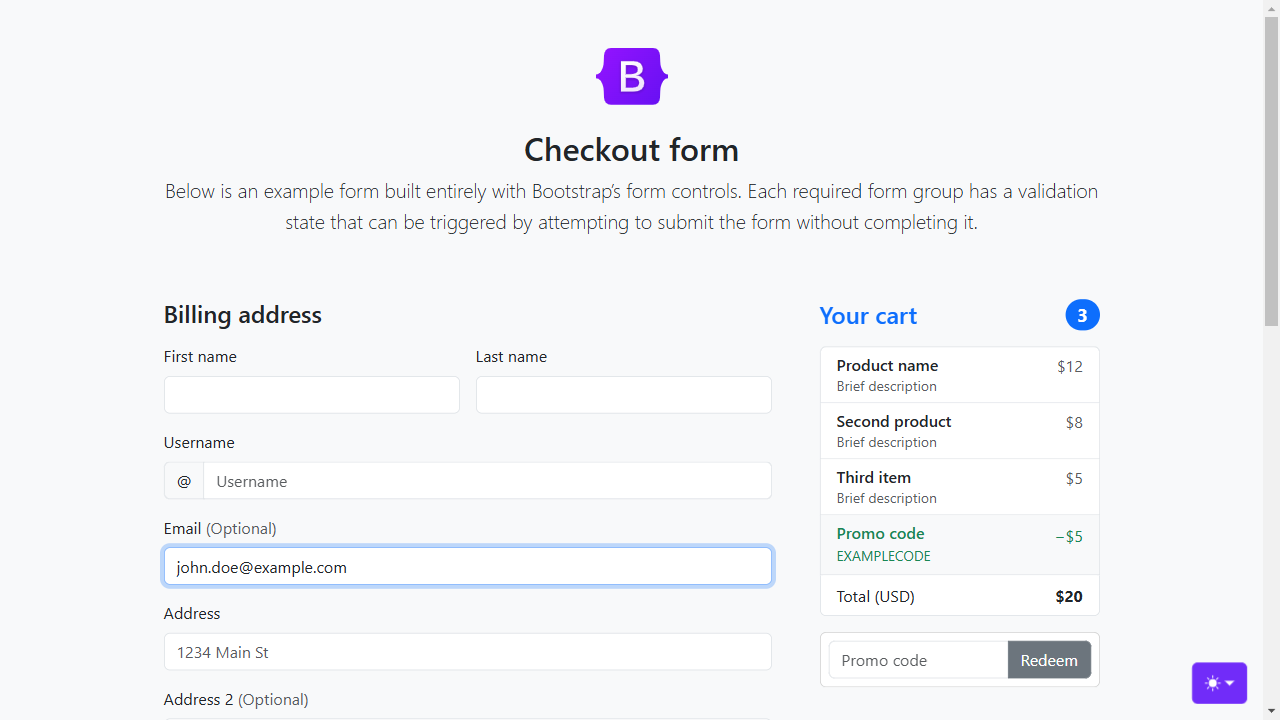 B
Checkout form
Below is an example form built entirely with Bootstrap’s form controls. Each required form group has a validation
state that can be triggered by attempting to submit the form without completing it.
Billing address
First name
Last name
Username
@
Username
Email (Optional)
john.doe@example.com
Address
1234 Main St
Address 2 (Optional)
Your cart
3
Product name
$12
Brief description
Second product
$8
Brief description
Third item
$5
Brief description
Promo code
−$5
EXAMPLECODE
Total (USD)
$20
Promo code
Redeem